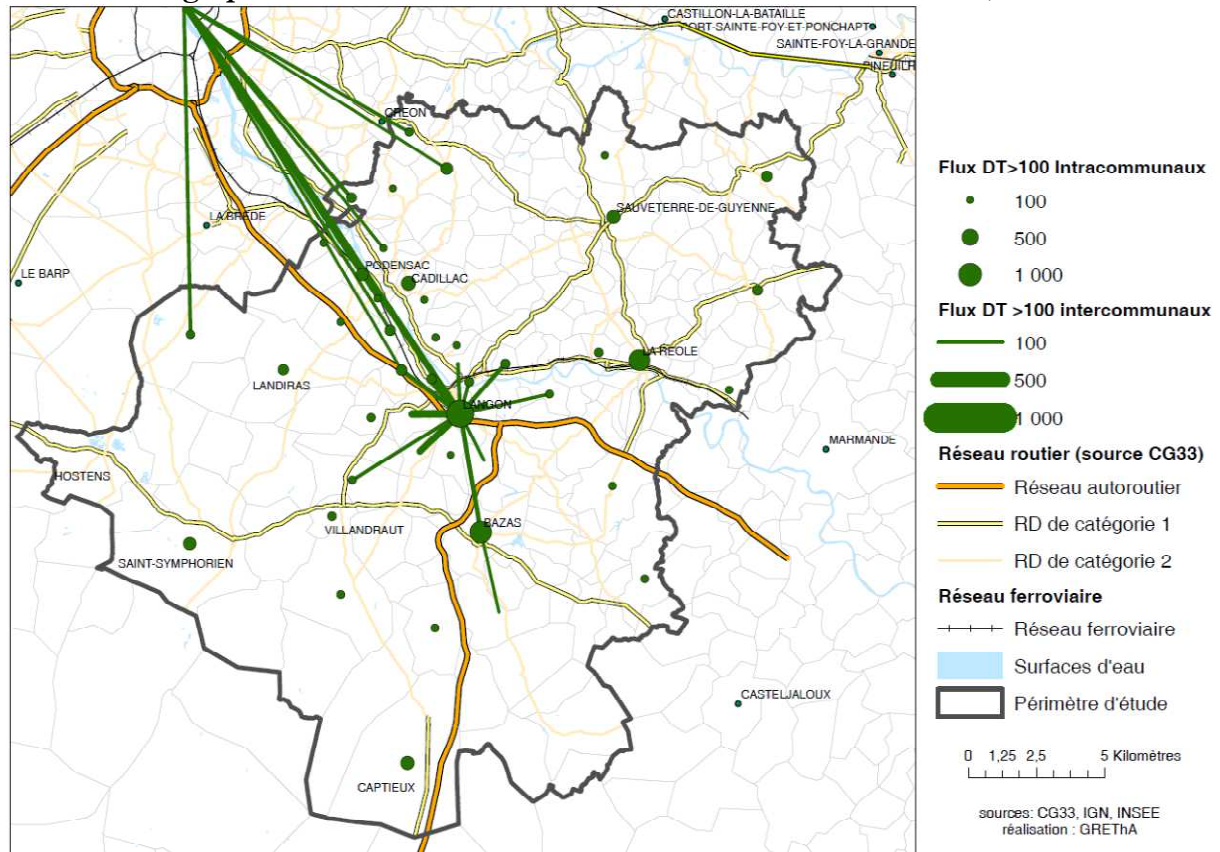 CASTILLON-LA-BATAILLE
PORT-SAINTE-FOY-ET-PONCHAPT
SAINTE-FOY-LA-GRANDE
PINEUILH
CREON
LA BREDE
SAUVETERRE-DE-GUYENNE
LE BARP
PODENSAC
CADILLAC
LA REOLE
LANDIRAS
LANGON
MARMANDE
HOSTENS
VILLANDRAUT
BAZAS
SAINT-SYMPHORIEN
CASTELJALOUX
CAPTIEUX
Flux DT>100 Intracommunaux
100
500
1 000
Flux DT >100 intercommunaux
100
500
1 000
Réseau routier (source CG33)
Réseau autoroutier
RD de catégorie 1
RD de catégorie 2
Réseau ferroviaire
Réseau ferroviaire
Surfaces d'eau
Périmètre d'étude
0 1,25 2,5 5 Kilomètres
sources: CG33, IGN, INSEE
réalisation : GREThA